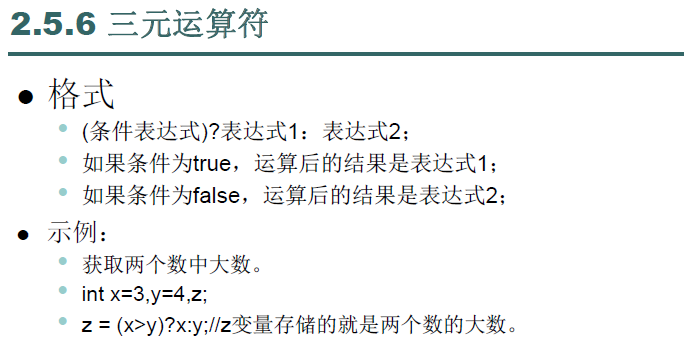 2.5.6 三元运算符
● 格式
• (条件表达式)?表达式1：表达式2；
• 如果条件为true，运算后的结果是表达式1；
• 如果条件为false，运算后的结果是表达式2；
● 示例：
• 获取两个数中大数。
• int x=3,y=4,z;
• z = (x>y)?x:y;//z变量存储的就是两个数的大数。